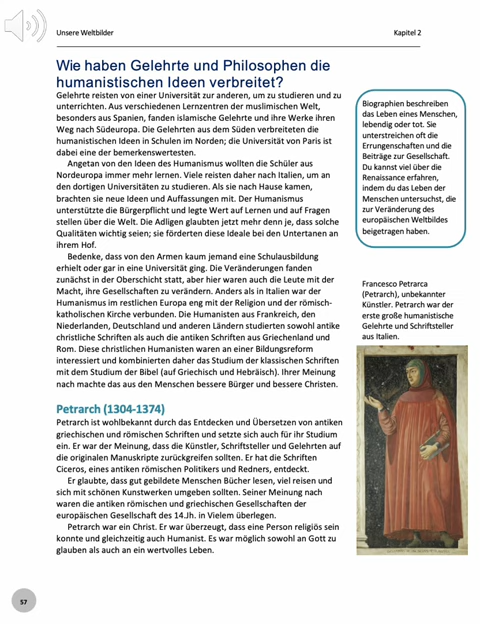 Unsere Weltbilder
Kapitel 2
Wie haben Gelehrte und Philosophen die
humanistischen Ideen verbreitet?
Gelehrte reisten von einer Universität zur anderen, um zu studieren und zu
unterrichten. Aus verschiedenen Lernzentren der muslimischen Welt,
besonders aus Spanien, fanden islamische Gelehrte und ihre Werke ihren
Weg nach Südeuropa. Die Gelehrten aus dem Süden verbreiteten die
humanistischen Ideen in Schulen im Norden; die Universität von Paris ist
dabei eine der bemerkenswertesten.
Angetan von den Ideen des Humanismus wollten die Schüler aus
Nordeuropa immer mehr lernen. Viele reisten daher nach Italien, um an
den dortigen Universitäten zu studieren. Als sie nach Hause kamen,
brachten sie neue Ideen und Auffassungen mit. Der Humanismus
unterstützte die Bürgerpflicht und legte Wert auf Lernen und auf Fragen
stellen über die Welt. Die Adligen glaubten jetzt mehr denn je, dass solche
Qualitäten wichtig seien; sie förderten diese Ideale bei den Untertanen an
ihrem Hof.
Bedenke, dass von den Armen kaum jemand eine Schulausbildung
erhielt oder gar in eine Universität ging. Die Veränderungen fanden
zunächst in der Oberschicht statt, aber hier waren auch die Leute mit der
Macht, ihre Gesellschaften zu verändern. Anders als in Italien war der
Humanismus im restlichen Europa eng mit der Religion und der römisch-
katholischen Kirche verbunden. Die Humanisten aus Frankreich, den
Niederlanden, Deutschland und anderen Ländern studierten sowohl antike
christliche Schriften als auch die antiken Schriften aus Griechenland und
Rom. Diese christlichen Humanisten waren an einer Bildungsreform
interessiert und kombinierten daher das Studium der klassischen Schriften
mit dem Studium der Bibel (auf Griechisch und Hebräisch). Ihrer Meinung
nach machte das aus den Menschen bessere Bürger und bessere Christen.
Petrarch (1304-1374)
Petrarch ist wohlbekannt durch das Entdecken und Übersetzen von antiken
griechischen und römischen Schriften und setzte sich auch für ihr Studium
ein. Er war der Meinung, dass die Künstler, Schriftsteller und Gelehrten auf
die originalen Manuskripte zurückgreifen sollten. Er hat die Schriften
Ciceros, eines antiken römischen Politikers und Redners, entdeckt.
Er glaubte, dass gut gebildete Menschen Bücher lesen, viel reisen und
sich mit schönen Kunstwerken umgeben sollten. Seiner Meinung nach
waren die antiken römischen und griechischen Gesellschaften der
europäischen Gesellschaft des 14.Jh. in Vielem überlegen.
Petrarch war ein Christ. Er war überzeugt, dass eine Person religiös sein
konnte und gleichzeitig auch Humanist. Es war möglich sowohl an Gott zu
glauben als auch an ein wertvolles Leben.
Biographien beschreiben
das Leben eines Menschen,
lebendig oder tot. Sie
unterstreichen oft die
Errungenschaften und die
Beiträge zur Gesellschaft.
Du kannst viel über die
Renaissance erfahren,
indem du das Leben der
Menschen untersuchst, die
zur Veränderung des
europäischen Weltbildes
beigetragen haben.
Francesco Petrarca
(Petrarch), unbekannter
Künstler. Petrarch war der
erste große humanistische
Gelehrte und Schriftsteller
aus Italien.
57